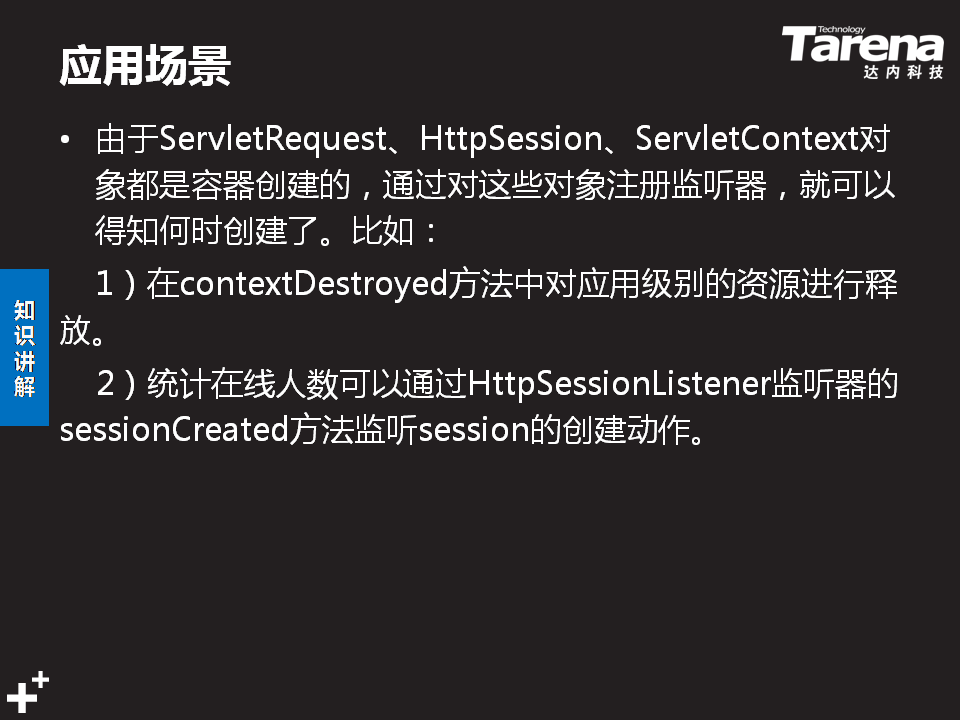 应用场景
Technology
Tarena
达内科技
• 由于ServletRequest、HttpSession、ServletContext对
象都是容器创建的，通过对这些对象注册监听器，就可以
得知何时创建了。比如：
1）在contextDestroyed方法中对应用级别的资源进行释
放。
2）统计在线人数可以通过HttpSessionListener监听器的
sessionCreated方法监听session的创建动作。
知
识
讲
解